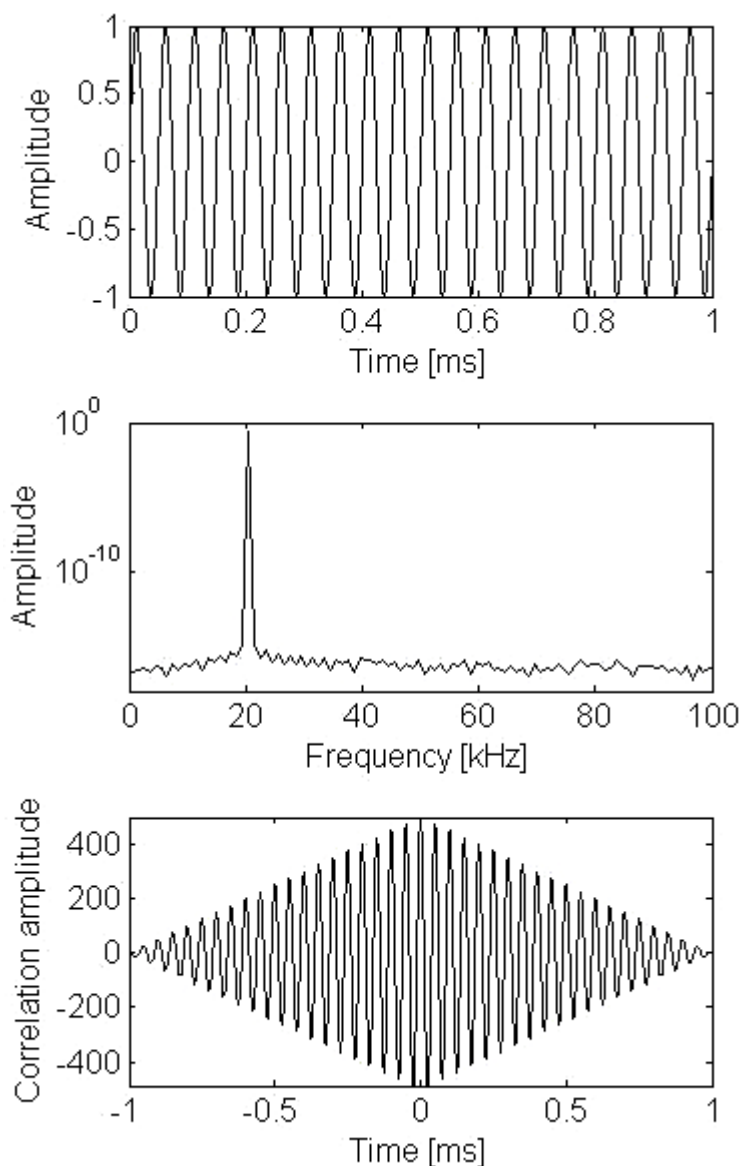 1
0.5
0
-0.5
-1
Amplitude
0 0.2 0.4 0.6 0.8 1
Time [ms]
10^0
10^-10
Amplitude
0 20 40 60 80 100
Frequency [kHz]
400
200
0
-200
-400
Correlation amplitude
-1 -0.5 0 0.5 1
Time [ms]